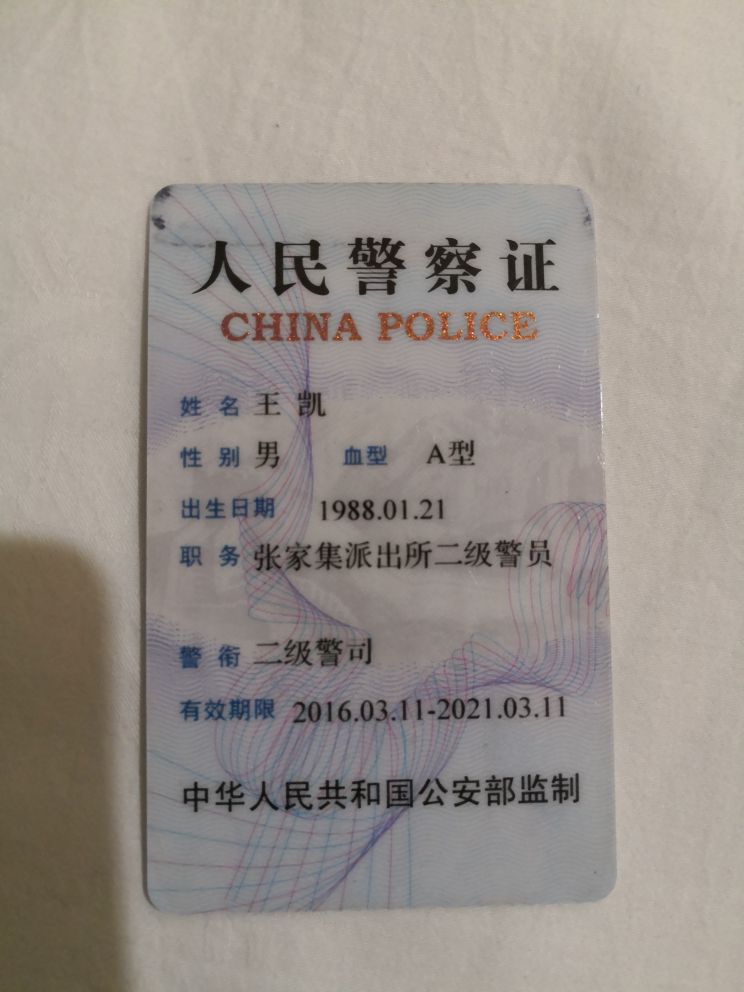 人民警察证
CHINA POLICE
姓名 王凯
性别 男 血型 A型
出生日期 1988.01.21
职务 张家集派出所二级警员
警衔 二级警司
有效期限 2016.03.11-2021.03.11
中华人民共和国公安部监制